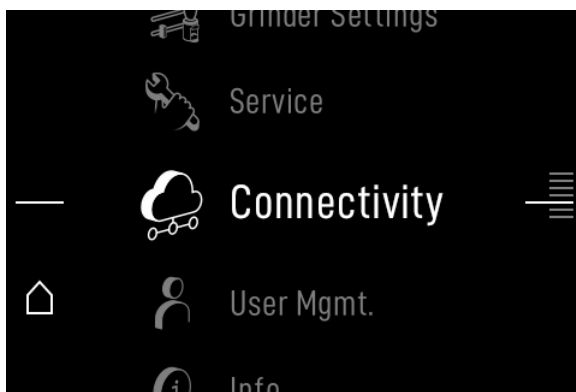 Grinder Settings
Service
Connectivity
User Mgmt.
Info